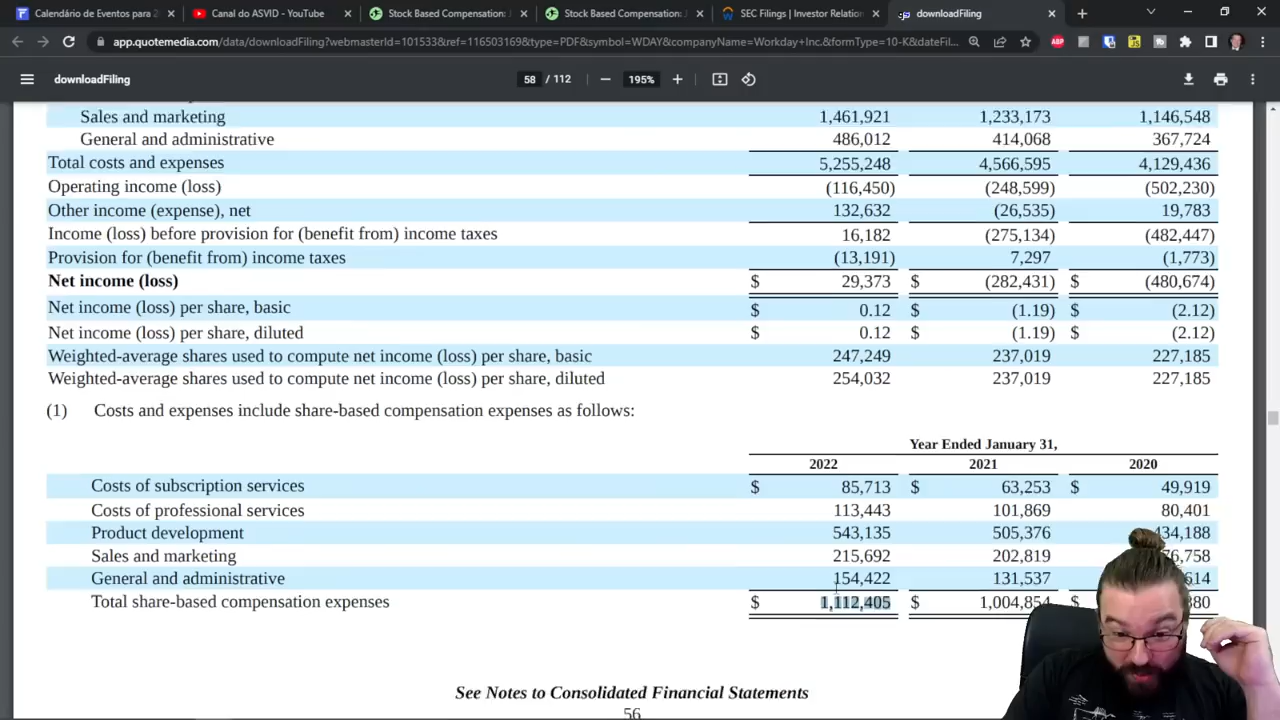 Calendário de Eventos para 2
Canal do ASVID - YouTube
Stock Based Compensation:
Stock Based Compensation:
SEC Filings | Investor Relation
downloadFiling
app.quotemedia.com/data/downloadFiling?webmasterId=101533&ref=116503169&type=PDF&symbol=WDAY&companyName=Workday+Inc.&formType=10-K&dateFil...
downloadFiling
58 / 112
195%
Sales and marketing 1,461,921 1,233,173 1,146,548
General and administrative 486,012 414,068 367,724
Total costs and expenses 5,255,248 4,566,595 4,129,436
Operating income (loss) (116,450) (248,599) (502,230)
Other income (expense), net 132,632 (26,535) 19,783
Income (loss) before provision for (benefit from) income taxes 16,182 (275,134) (482,447)
Provision for (benefit from) income taxes (13,191) 7,297 (1,773)
Net income (loss) $ 29,373 $ (282,431) $ (480,674)
Net income (loss) per share, basic $ 0.12 $ (1.19) $ (2.12)
Net income (loss) per share, diluted $ 0.12 $ (1.19) $ (2.12)
Weighted-average shares used to compute net income (loss) per share, basic 247,249 237,019 227,185
Weighted-average shares used to compute net income (loss) per share, diluted 254,032 237,019 227,185
(1) Costs and expenses include share-based compensation expenses as follows:
Year Ended January 31,
2022 2021 2020
Costs of subscription services $ 85,713 $ 63,253 $ 49,919
Costs of professional services 113,443 101,869 80,401
Product development 543,135 505,376 434,188
Sales and marketing 215,692 202,819 76,758
General and administrative 154,422 131,537 614
Total share-based compensation expenses $ 1,112,405 $ 1,004,854 $ 880
See Notes to Consolidated Financial Statements
56